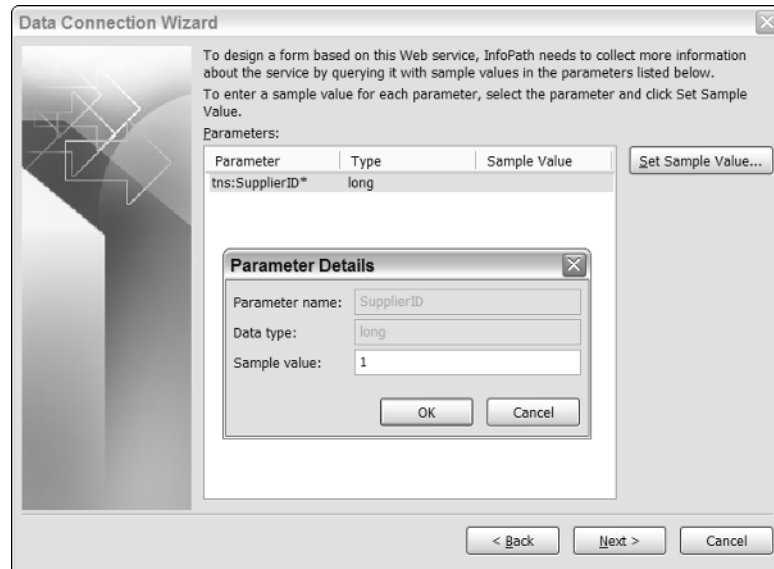 Data Connection Wizard
To design a form based on this Web service, InfoPath needs to collect more information
about the service by querying it with sample values in the parameters listed below.
To enter a sample value for each parameter, select the parameter and click Set Sample
Value.
Parameters:
Parameter Type Sample Value
Set Sample Value...
tns:SupplierID* long
Parameter Details
Parameter name: SupplierID
Data type: long
Sample value: 1
OK Cancel
< Back Next > Cancel